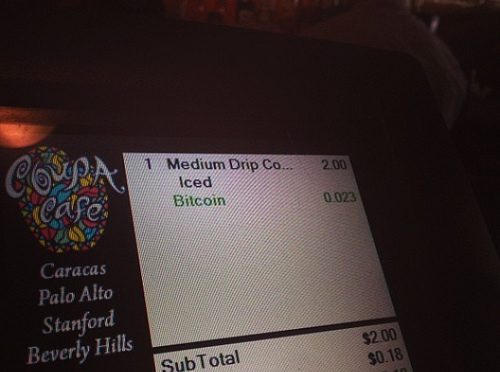 Coupa
Café
Caracas
Palo Alto
Stanford
Beverly Hills
1 Medium Drip Co... 2.00
Iced
Bitcoin 0.023
SubTotal $2.00
$0.18